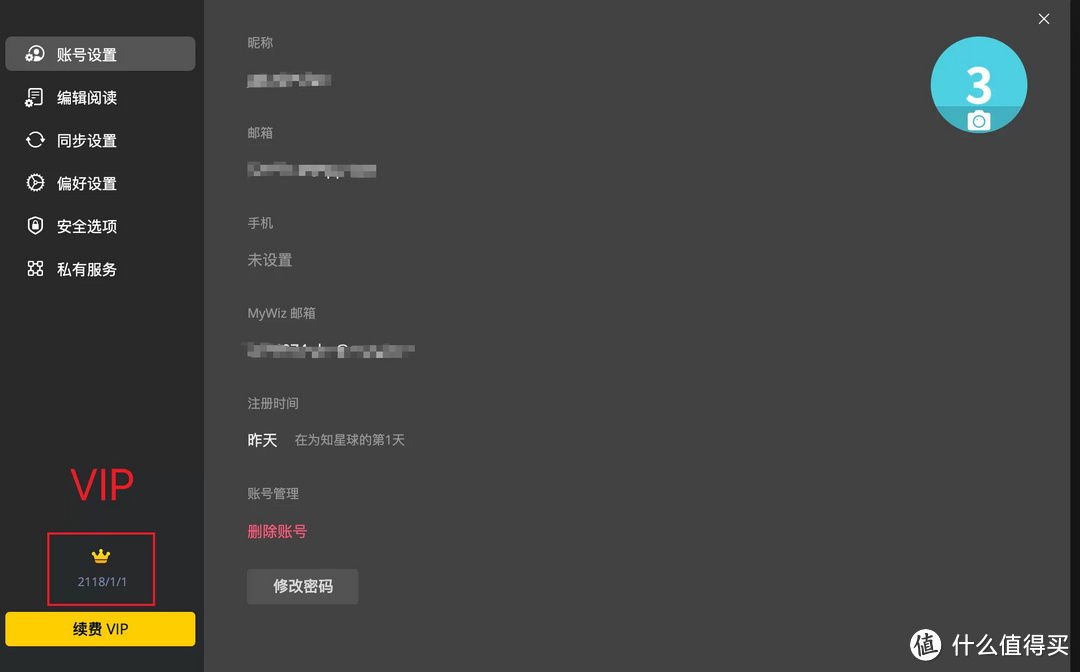 账号设置
编辑阅读
同步设置
偏好设置
安全选项
私有服务
VIP
2118/1/1
续费 VIP
昵称
邮箱
手机
未设置
MyWiz 邮箱
注册时间
昨天 在为知星球的第1天
账号管理
删除账号
修改密码
3
值 什么值得买